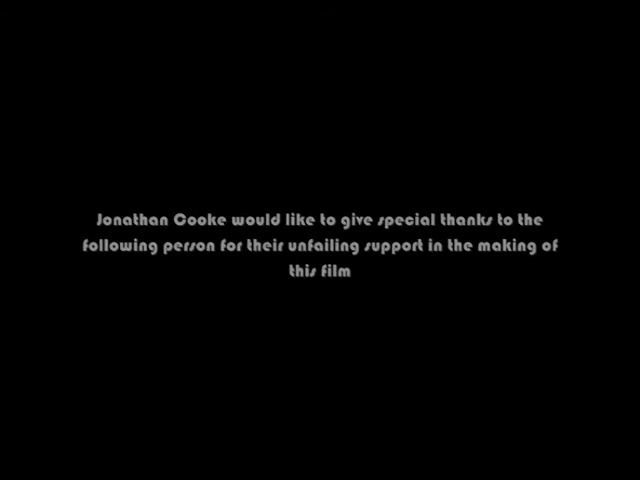 Jonathan Cooke would like to give special thanks to the
following person for their unfailing support in the making of
this film